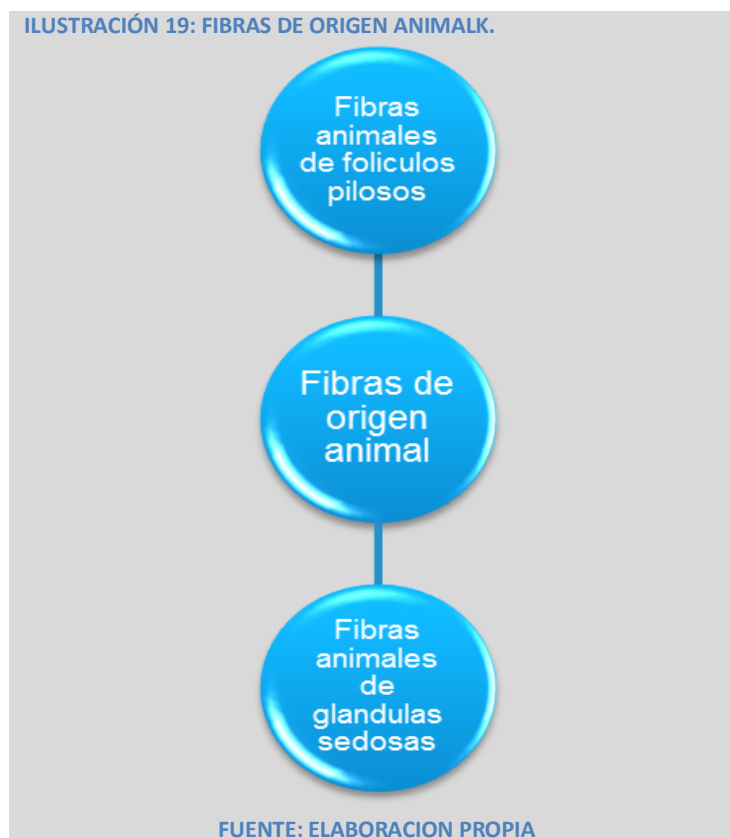 ILUSTRACIÓN 19: FIBRAS DE ORIGEN ANIMALK.
Fibras
animales
de foliculos
pilosos
Fibras de
origen
animal
Fibras
animales
de
glandulas
sedosas
FUENTE: ELABORACION PROPIA